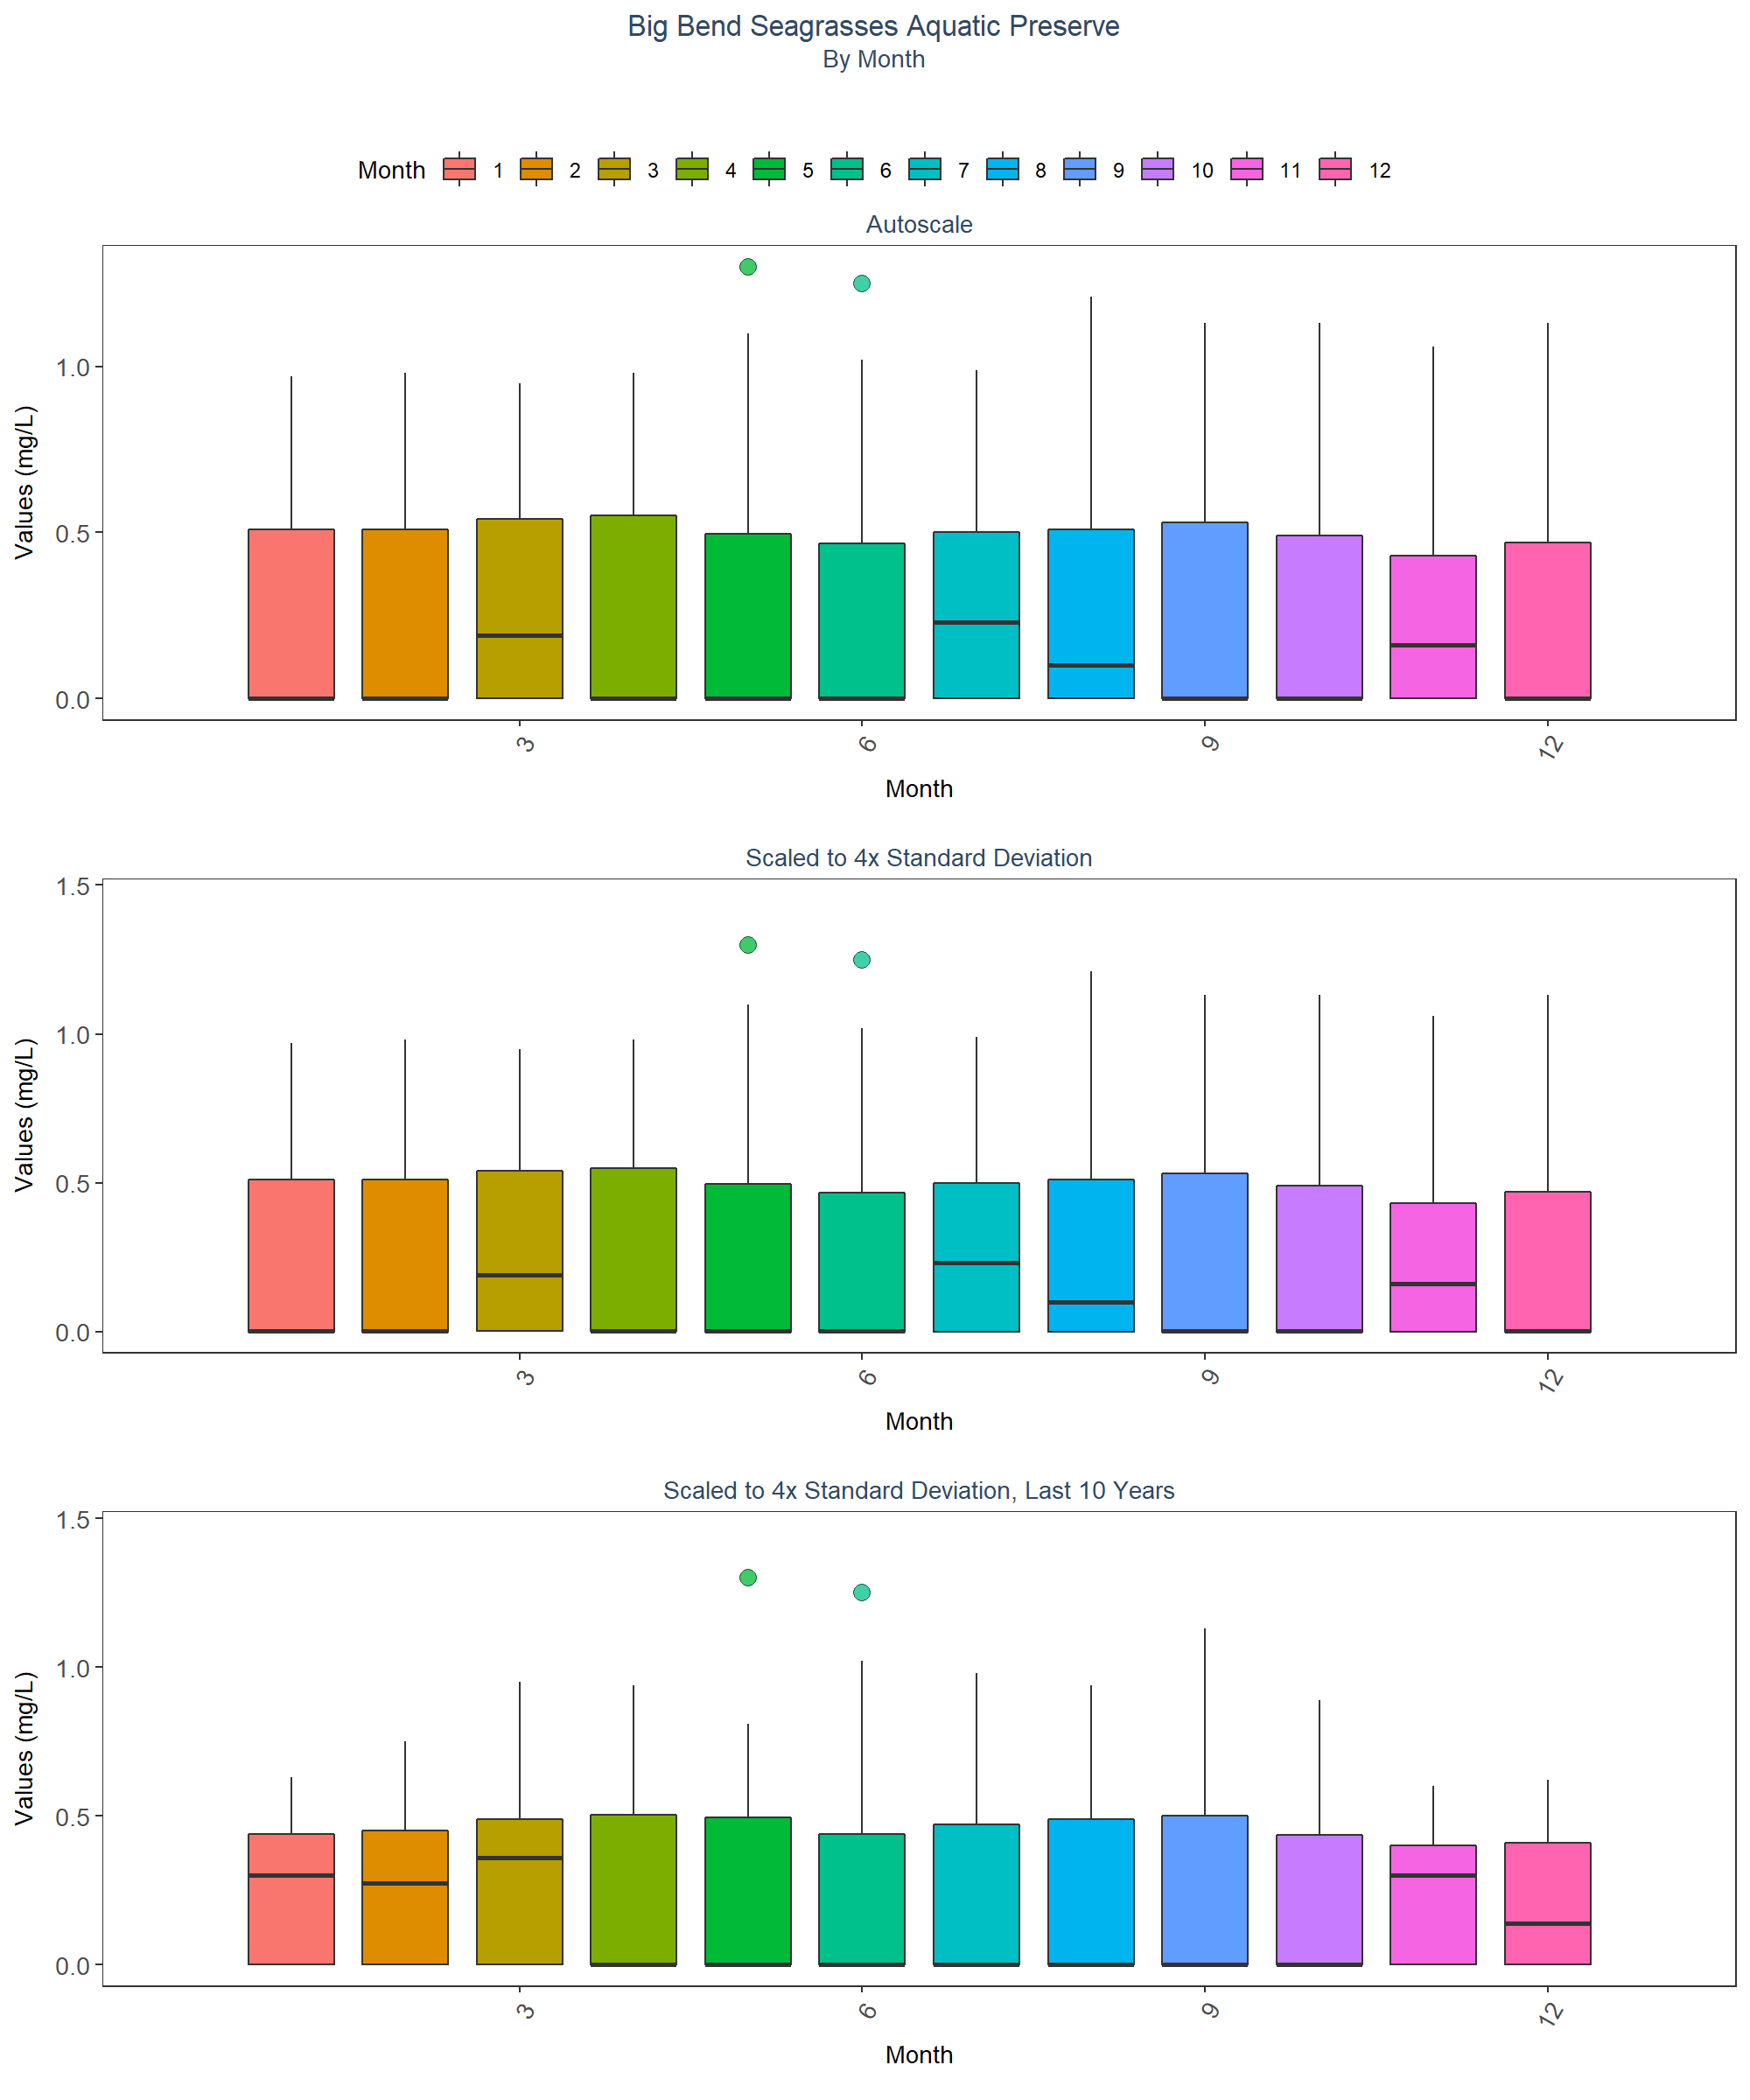 Big Bend Seagrasses Aquatic Preserve
By Month
Month 1 2 3 4 5 6 7 8 9 10 11 12
Autoscale
Values (mg/L)
1.0
0.5
0.0
3 6 9 12
Month
Scaled to 4x Standard Deviation
Values (mg/L)
1.5
1.0
0.5
0.0
3 6 9 12
Month
Scaled to 4x Standard Deviation, Last 10 Years
Values (mg/L)
1.5
1.0
0.5
0.0
3 6 9 12
Month